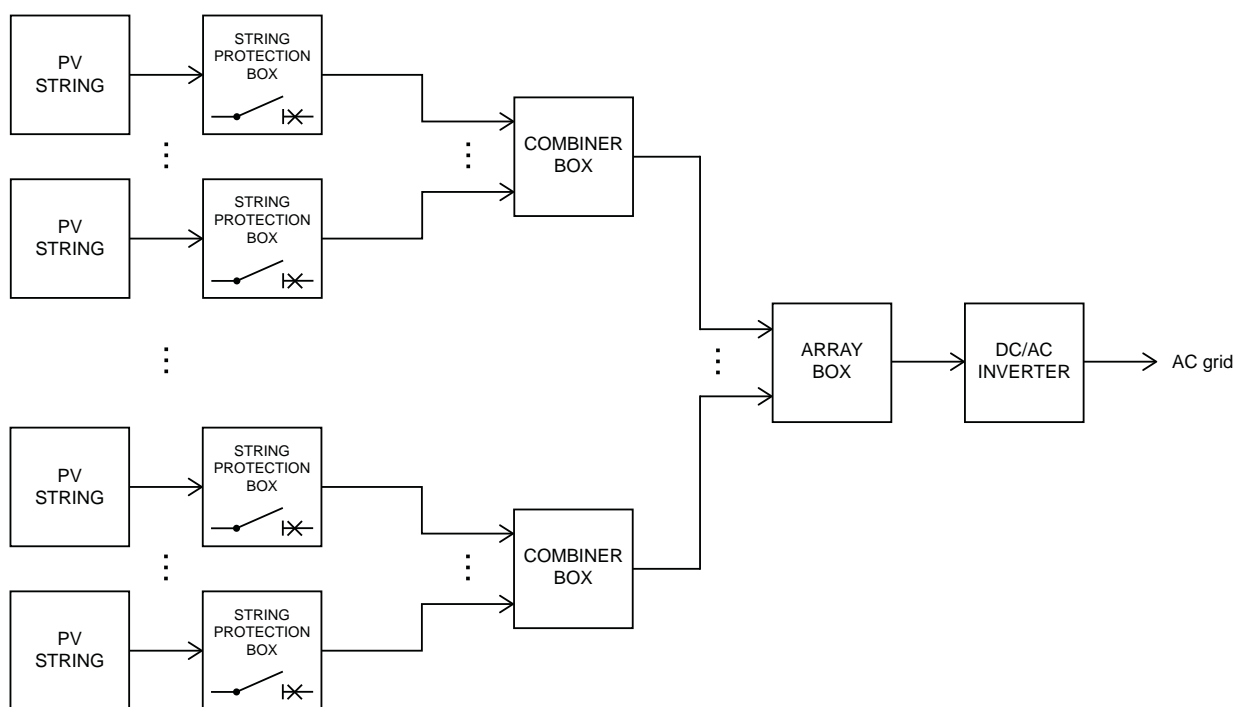 PV
STRING
STRING
PROTECTION
BOX
COMBINER
BOX
PV
STRING
STRING
PROTECTION
BOX
ARRAY
BOX
DC/AC
INVERTER
AC grid
PV
STRING
STRING
PROTECTION
BOX
COMBINER
BOX
PV
STRING
STRING
PROTECTION
BOX